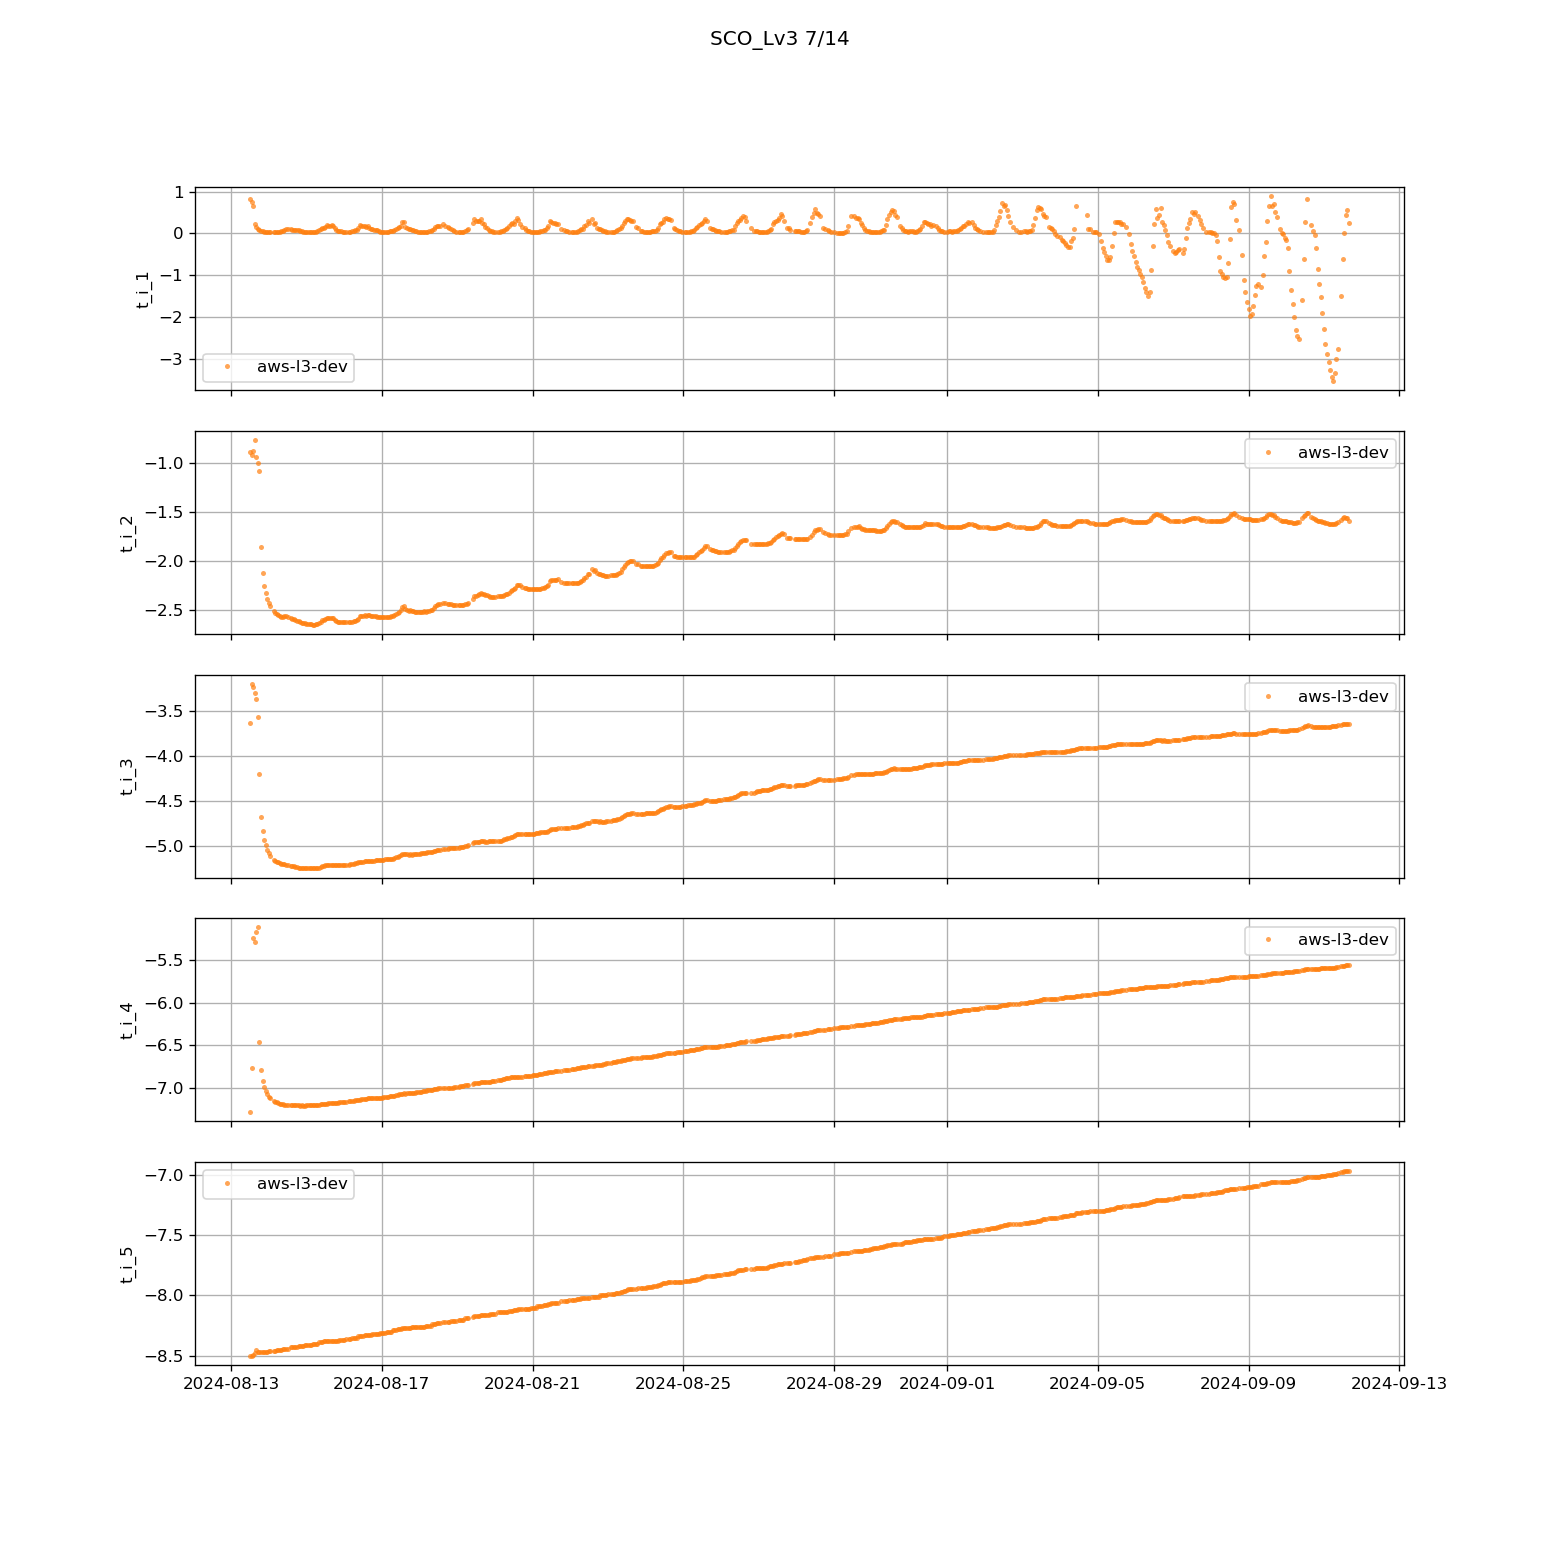 SCO_Lv3 7/14
1
0
−1
−2
−3
t_i_1
aws-l3-dev
−1.0
−1.5
−2.0
−2.5
t_i_2
aws-l3-dev
−3.5
−4.0
−4.5
−5.0
t_i_3
aws-l3-dev
−5.5
−6.0
−6.5
−7.0
t_i_4
aws-l3-dev
−7.0
−7.5
−8.0
−8.5
t_i_5
aws-l3-dev
2024-08-13 2024-08-17 2024-08-21 2024-08-25 2024-08-29 2024-09-01 2024-09-05 2024-09-09 2024-09-13